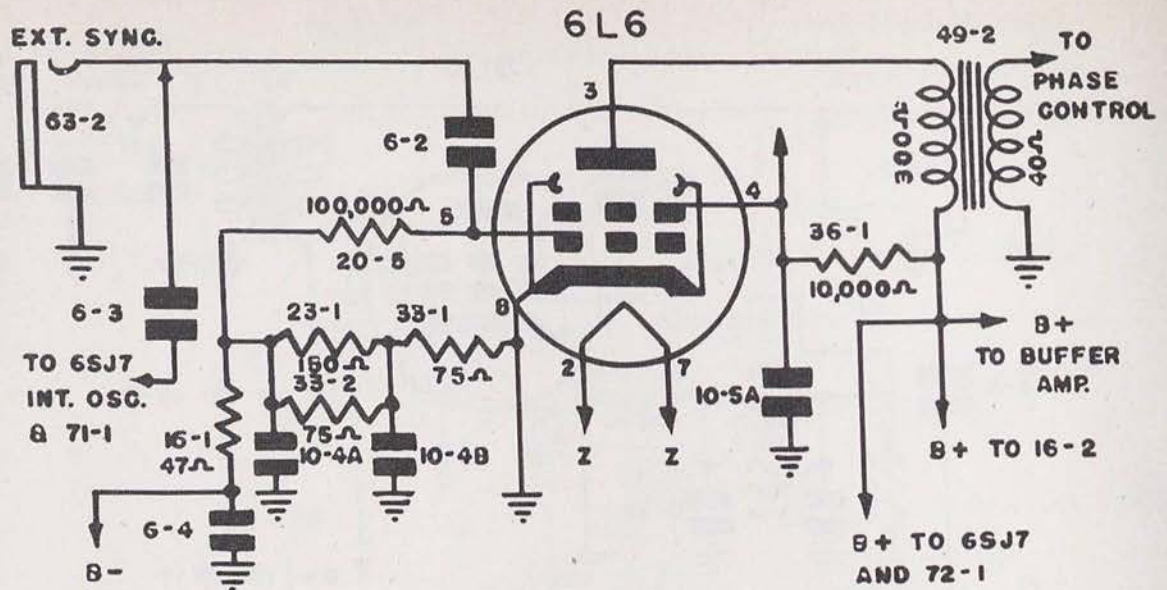 6L6
EXT. SYNC.
49-2
TO
PHASE
CONTROL
63-2
3
6-2
300Ω
40Ω
4
100,000Ω
5
20-5
36-1
10,000Ω
6-3
23-1
33-1
8
180Ω
75Ω
2
7
B+
TO BUFFER
AMP.
TO 6SJ7
INT. OSC.
& 71-1
33-2
75Ω
10-5A
16-1
47Ω
10-4A
10-4B
Z
Z
B+ TO 16-2
6-4
B-
B+ TO 6SJ7
AND 72-1